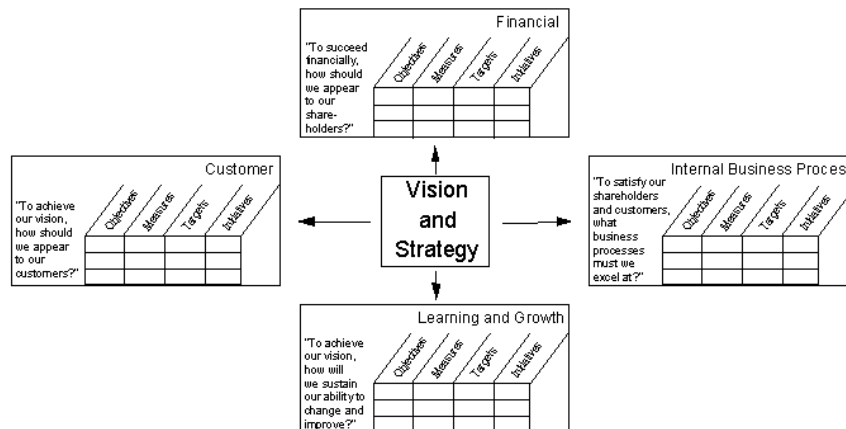 Financial
"To succeed
financially,
how should
we appear
to our
share-
holders?"
Objectives
Measures
Targets
Initiatives
Customer
"To achieve
our vision,
how should
we appear
to our
customers?"
Objectives
Measures
Targets
Initiatives
Vision
and
Strategy
Internal Business Process
"To satisfy our
shareholders
and customers,
what
business
processes
must we
excel at?"
Objectives
Measures
Targets
Initiatives
Learning and Growth
"To achieve
our vision,
how will
we sustain
our ability to
change and
improve?"
Objectives
Measures
Targets
Initiatives